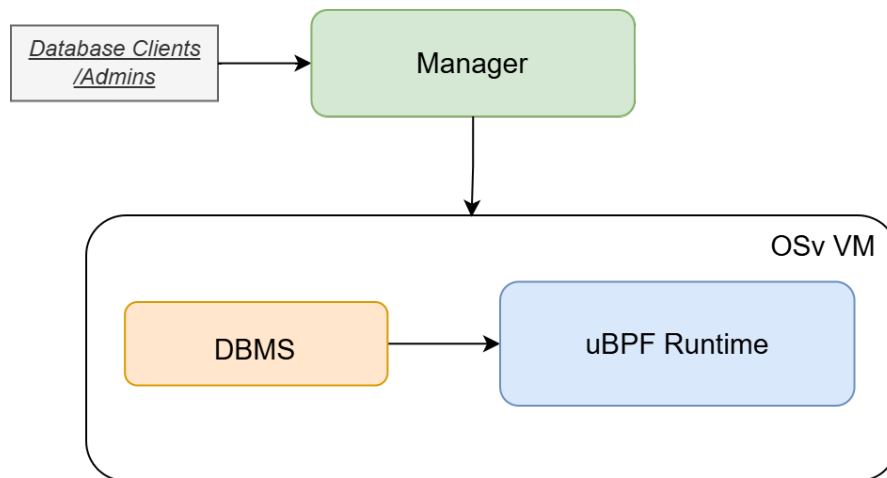 Database Clients
/Admins
Manager
OSv VM
DBMS
uBPF Runtime